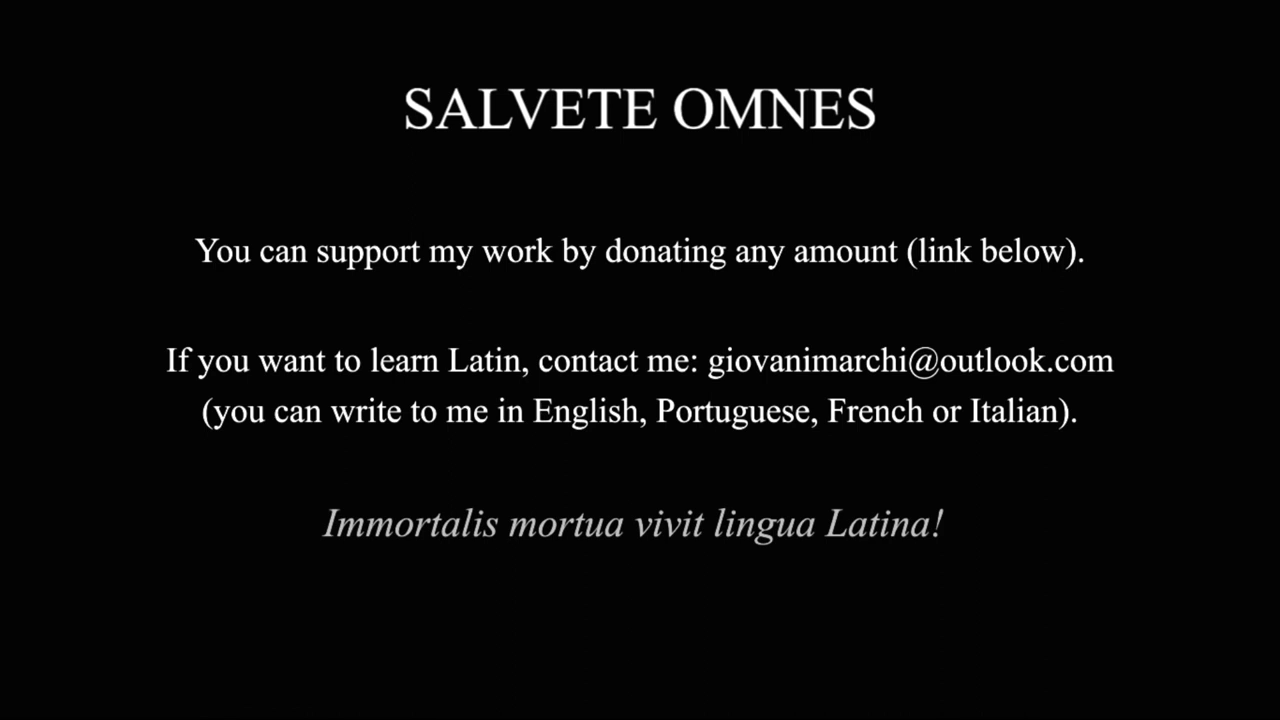 SALVETE OMNES
You can support my work by donating any amount (link below).
If you want to learn Latin, contact me: giovanimarchi@outlook.com
(you can write to me in English, Portuguese, French or Italian).
Immortalis mortua vivit lingua Latina!